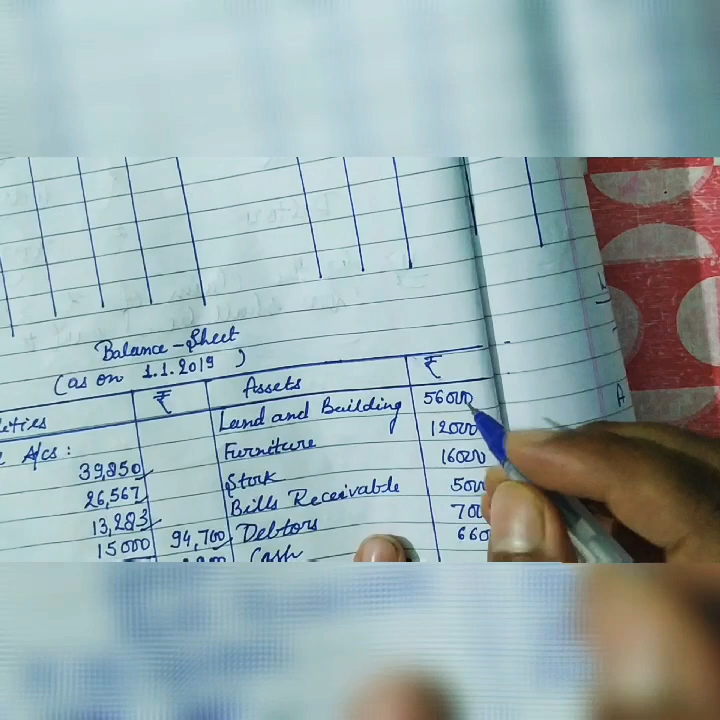 Balance-Sheet
(as on 1.1.2019)
₹ Assets ₹
A/cs: Land and Building 56000
39,850 Furniture 12000
26,567 Stock 16000
13,283 Bills Receivable
15000 94,700 Debtors
Cash